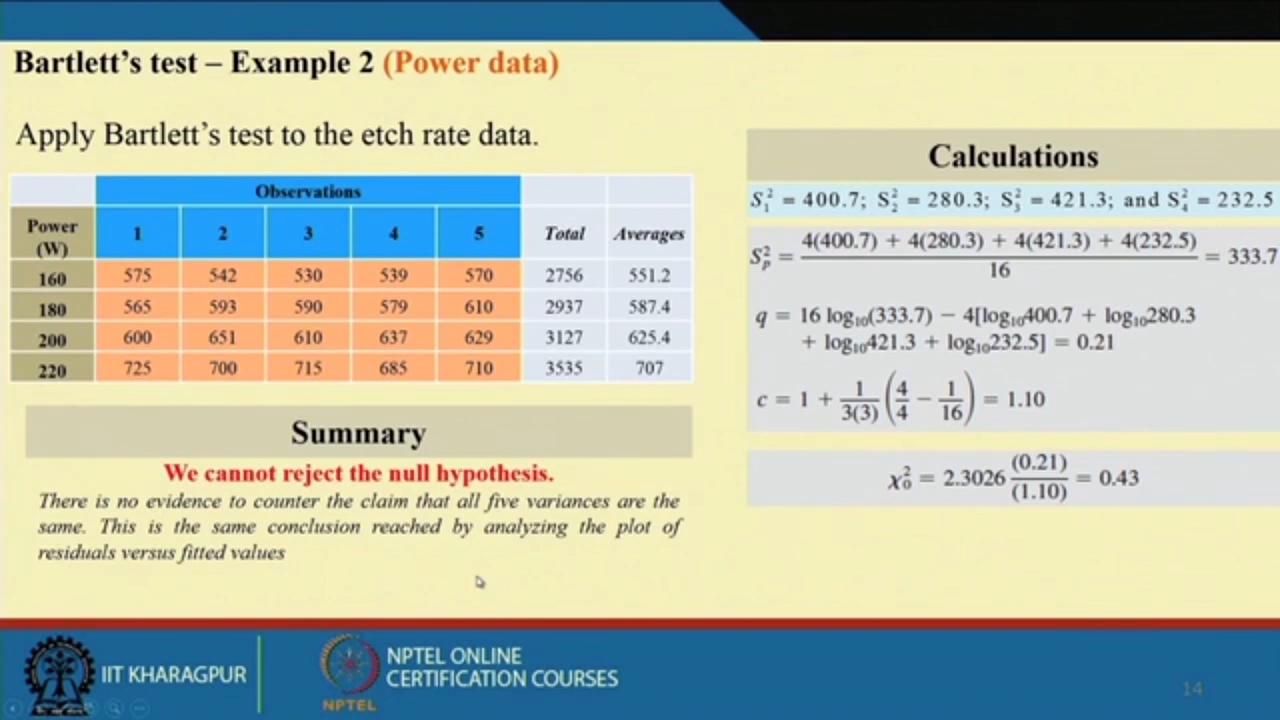 Bartlett's test – Example 2 (Power data)
Apply Bartlett's test to the etch rate data.
Observations
Power (W) 1 2 3 4 5 Total Averages
160 575 542 530 539 570 2756 551.2
180 565 593 590 579 610 2937 587.4
200 600 651 610 637 629 3127 625.4
220 725 700 715 685 710 3535 707
Summary
We cannot reject the null hypothesis.
There is no evidence to counter the claim that all five variances are the
same. This is the same conclusion reached by analyzing the plot of
residuals versus fitted values
Calculations
S₁² = 400.7; S₂² = 280.3; S₃² = 421.3; and S₄² = 232.5
Sₚ² = (4(400.7) + 4(280.3) + 4(421.3) + 4(232.5)) / 16 = 333.7
q = 16 log₁₀(333.7) − 4[log₁₀400.7 + log₁₀280.3
+ log₁₀421.3 + log₁₀232.5] = 0.21
c = 1 + 1/3(3) (4/4 − 1/16) = 1.10
χ₀² = 2.3026 (0.21)/(1.10) = 0.43
IIT KHARAGPUR
NPTEL
NPTEL ONLINE
CERTIFICATION COURSES
14